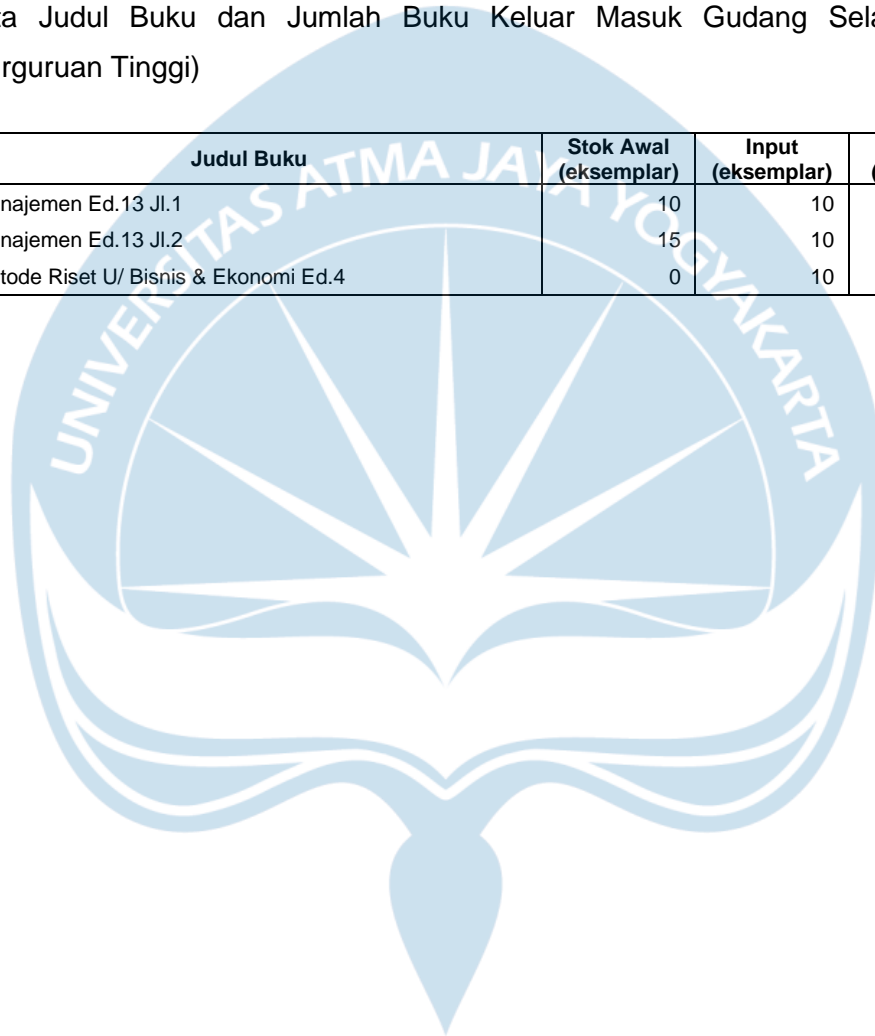 ta Judul Buku dan Jumlah Buku Keluar Masuk Gudang Sela
rguruan Tinggi)
Judul Buku Stok Awal (eksemplar) Input (eksemplar) (
najemen Ed.13 Jl.1 10 10
najemen Ed.13 Jl.2 15 10
tode Riset U/ Bisnis & Ekonomi Ed.4 0 10
UNIVERSITAS ATMA JAYA YOGYAKARTA